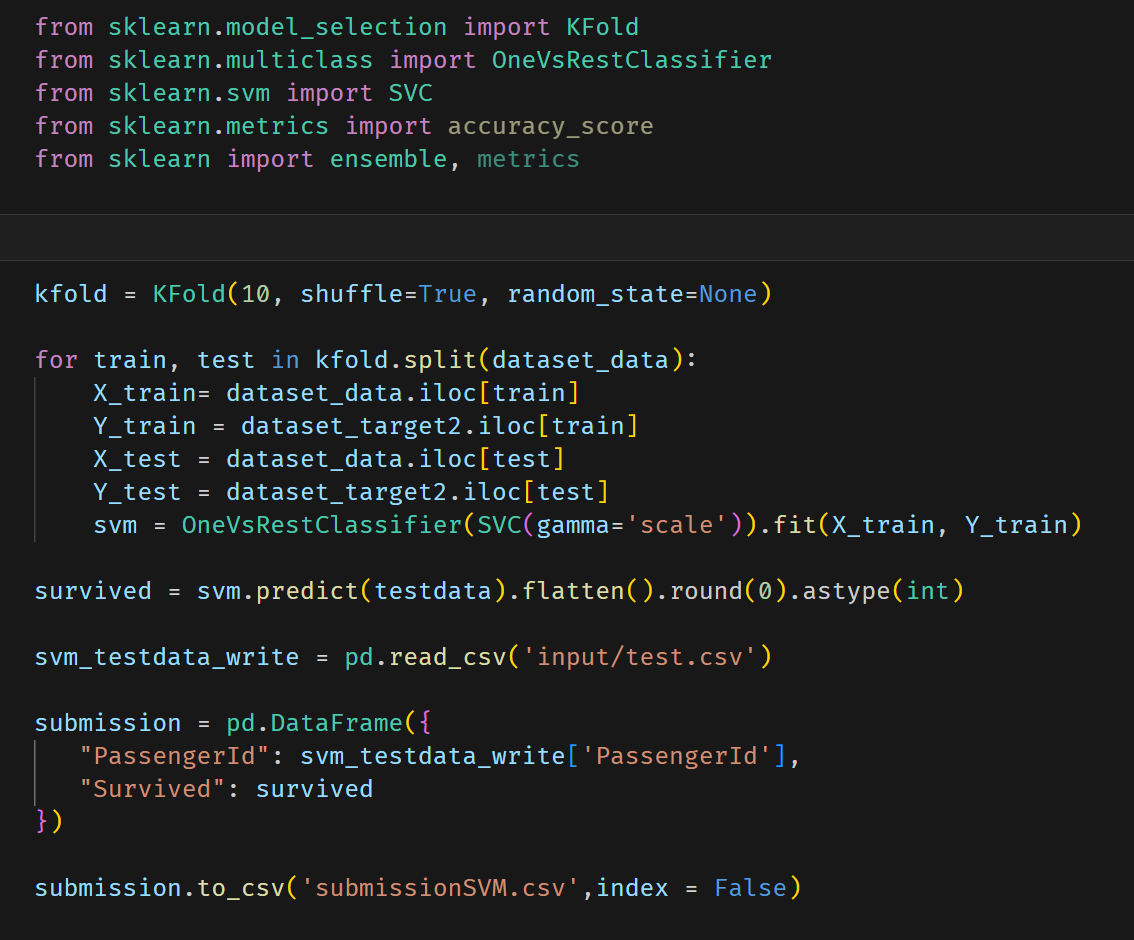 from sklearn.model_selection import KFold
from sklearn.multiclass import OneVsRestClassifier
from sklearn.svm import SVC
from sklearn.metrics import accuracy_score
from sklearn import ensemble, metrics
kfold = KFold(10, shuffle=True, random_state=None)
for train, test in kfold.split(dataset_data):
    X_train= dataset_data.iloc[train]
    Y_train = dataset_target2.iloc[train]
    X_test = dataset_data.iloc[test]
    Y_test = dataset_target2.iloc[test]
    svm = OneVsRestClassifier(SVC(gamma='scale')).fit(X_train, Y_train)
survived = svm.predict(testdata).flatten().round(0).astype(int)
svm_testdata_write = pd.read_csv('input/test.csv')
submission = pd.DataFrame({
   "PassengerId": svm_testdata_write['PassengerId'],
   "Survived": survived
})
submission.to_csv('submissionSVM.csv',index = False)